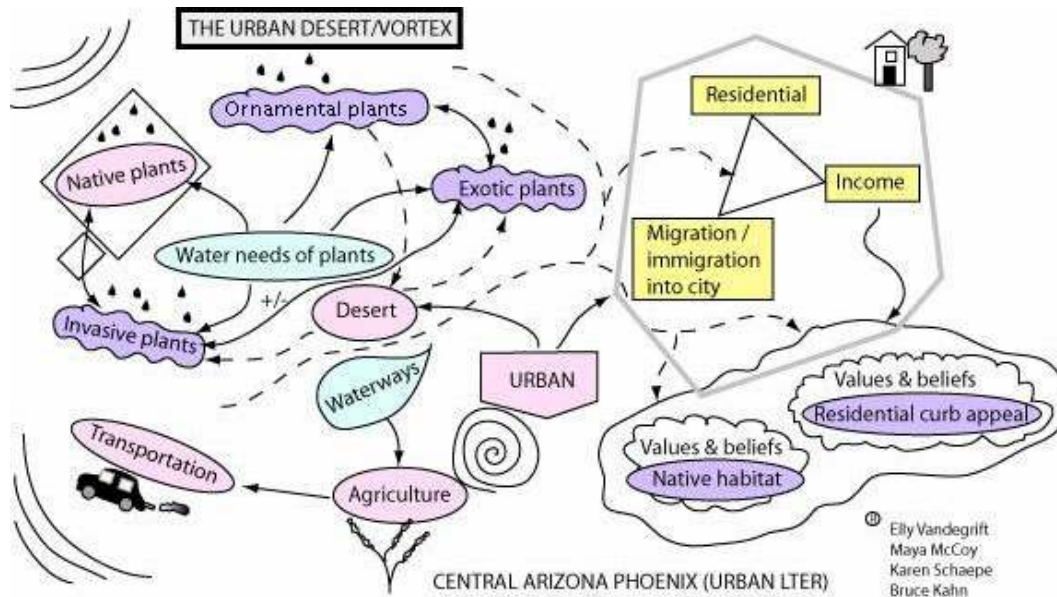 THE URBAN DESERT/VORTEX
Ornamental plants
Native plants
Exotic plants
Water needs of plants
+/-
Desert
Invasive plants
Waterways
URBAN
Transportation
Agriculture
Residential
Income
Migration /
immigration
into city
Values & beliefs
Residential curb appeal
Values & beliefs
Native habitat
Elly Vandegrift
Maya McCoy
Karen Schaepe
Bruce Kahn
CENTRAL ARIZONA PHOENIX (URBAN LTER)